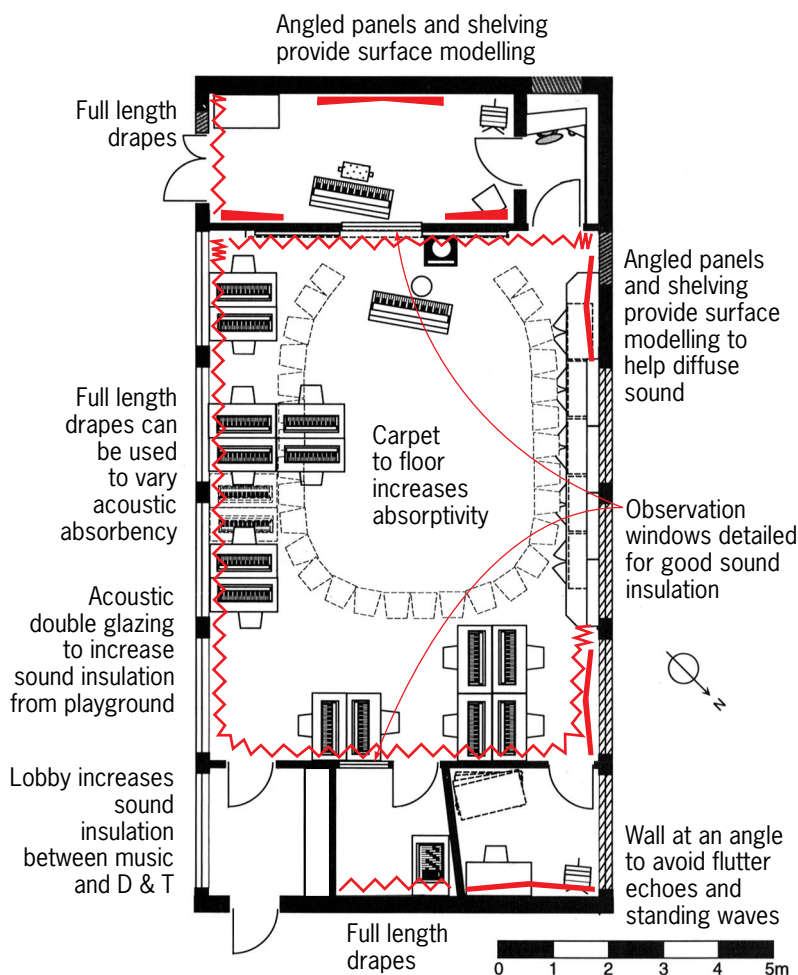 Angled panels and shelving
provide surface modelling
Full length
drapes
Angled panels
and shelving
provide surface
modelling to
help diffuse
sound
Full length
drapes can
be used
to vary
acoustic
absorbency
Carpet
to floor
increases
absorptivity
Observation
windows detailed
for good sound
insulation
Acoustic
double glazing
to increase
sound insulation
from playground
N
Lobby increases
sound
insulation
between music
and D & T
Wall at an angle
to avoid flutter
echoes and
standing waves
Full length
drapes
0 1 2 3 4 5m